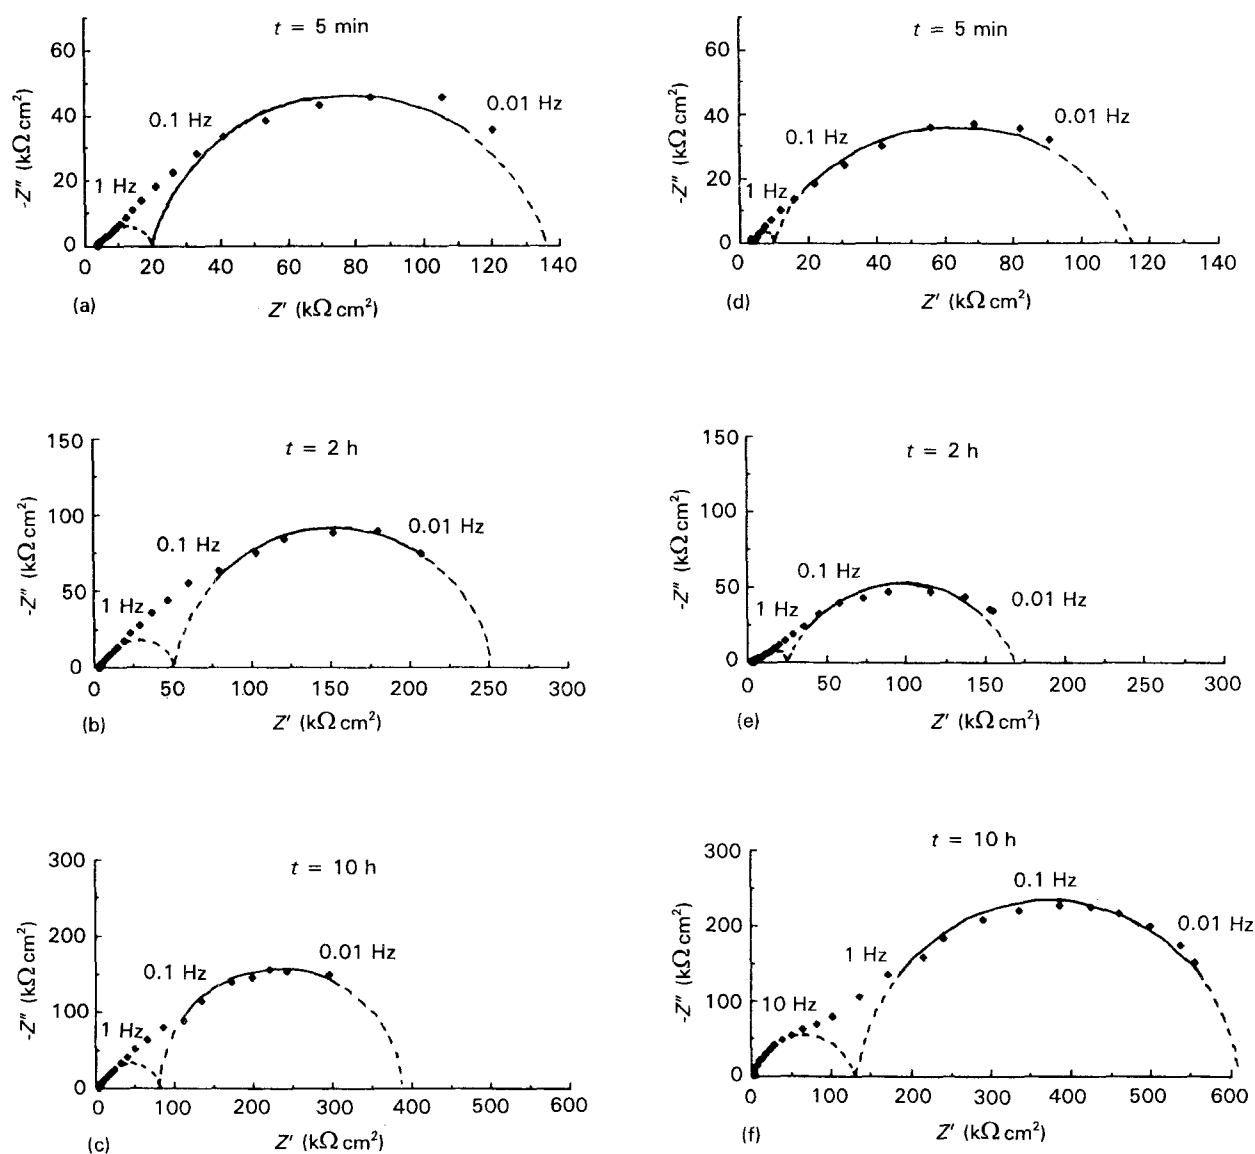 t = 5 min
60
40
20
0
-Z″ (kΩ cm²)
1 Hz
0.1 Hz
0.01 Hz
0 20 40 60 80 100 120 140
(a)
Z′ (kΩ cm²)
t = 5 min
60
40
20
0
-Z″ (kΩ cm²)
1 Hz
0.1 Hz
0.01 Hz
0 20 40 60 80 100 120 140
(d)
Z′ (kΩ cm²)
t = 2 h
150
100
50
0
-Z″ (kΩ cm²)
1 Hz
0.1 Hz
0.01 Hz
0 50 100 150 200 250 300
(b)
Z′ (kΩ cm²)
t = 2 h
150
100
50
0
-Z″ (kΩ cm²)
1 Hz
0.1 Hz
0.01 Hz
0 50 100 150 200 250 300
(e)
Z′ (kΩ cm²)
t = 10 h
300
200
100
0
-Z″ (kΩ cm²)
1 Hz
0.1 Hz
0.01 Hz
0 100 200 300 400 500 600
(c)
Z′ (kΩ cm²)
t = 10 h
300
200
100
0
-Z″ (kΩ cm²)
10 Hz
1 Hz
0.1 Hz
0.01 Hz
0 100 200 300 400 500 600
(f)
Z′ (kΩ cm²)